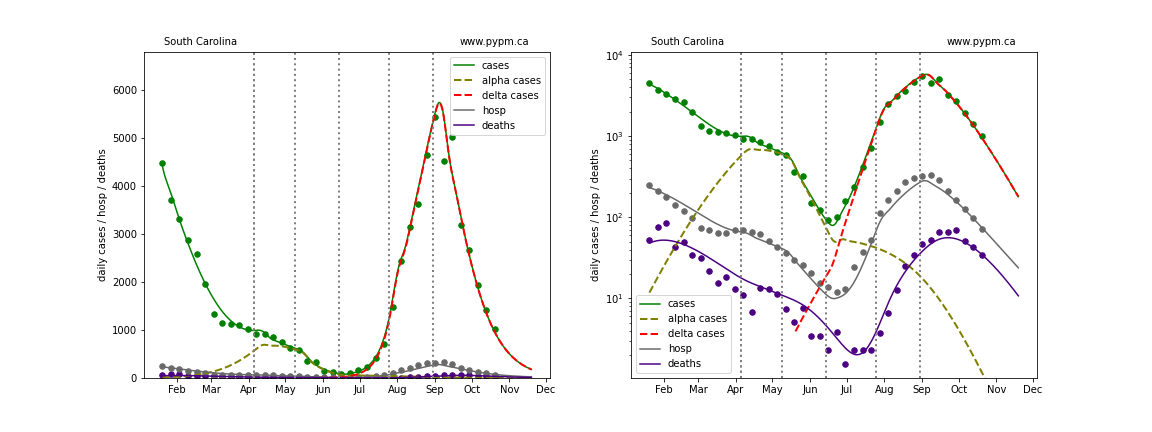 South Carolina
www.pypm.ca
daily cases / hosp / deaths
6000
5000
4000
3000
2000
1000
0
cases
alpha cases
delta cases
hosp
deaths
Feb Mar Apr May Jun Jul Aug Sep Oct Nov Dec
South Carolina
www.pypm.ca
daily cases / hosp / deaths
10⁴
10³
10²
10¹
cases
alpha cases
delta cases
hosp
deaths
Feb Mar Apr May Jun Jul Aug Sep Oct Nov Dec